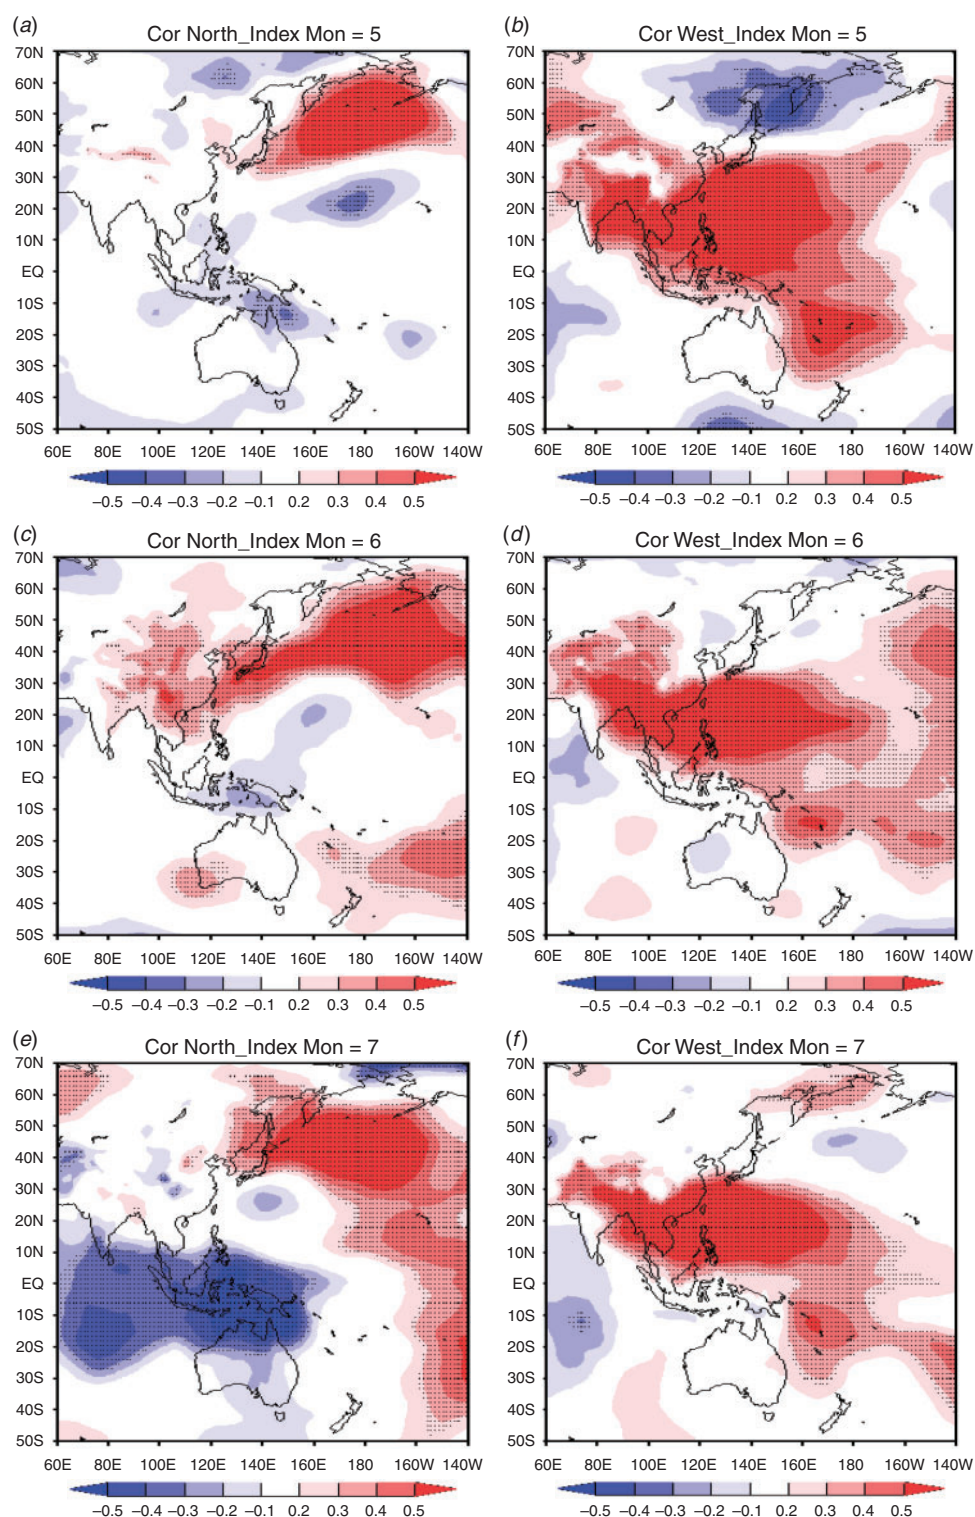 (a) Cor North_Index Mon = 5
70N
60N
50N
40N
30N
20N
10N
EQ
10S
20S
30S
40S
50S
60E 80E 100E 120E 140E 160E 180 160W 140W
−0.5 −0.4 −0.3 −0.2 −0.1 0.2 0.3 0.4 0.5
(b) Cor West_Index Mon = 5
70N
60N
50N
40N
30N
20N
10N
EQ
10S
20S
30S
40S
50S
60E 80E 100E 120E 140E 160E 180 160W 140W
−0.5 −0.4 −0.3 −0.2 −0.1 0.2 0.3 0.5
(c) Cor North_Index Mon = 6
70N
60N
50N
40N
30N
20N
10N
EQ
10S
20S
30S
40S
50S
60E 80E 100E 120E 140E 160E 180 160W 140W
−0.5 −0.4 −0.3 −0.2 −0.1 0.2 0.3 0.4 0.5
(d) Cor West_Index Mon = 6
70N
60N
50N
40N
30N
20N
10N
EQ
10S
20S
30S
40S
50S
60E 80E 100E 120E 140E 160E 180 160W 140W
−0.5 −0.4 −0.3 −0.2 −0.1 0.2 0.3 0.4 0.5
(e) Cor North_Index Mon = 7
70N
60N
50N
40N
30N
20N
10N
EQ
10S
20S
30S
40S
50S
60E 80E 100E 120E 140E 160E 180 160W 140W
−0.5 −0.4 −0.3 −0.2 −0.1 0.2 0.3 0.4 0.5
(f) Cor West_Index Mon = 7
70N
60N
50N
40N
30N
20N
10N
EQ
10S
20S
30S
40S
50S
60E 80E 100E 120E 140E 160E 180 160W 140W
−0.5 −0.4 −0.3 −0.2 −0.1 0.2 0.3 0.4 0.5